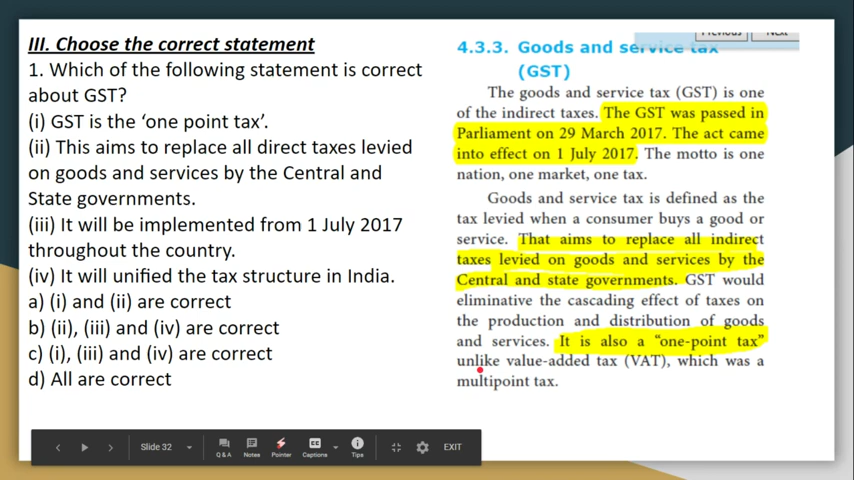 III. Choose the correct statement
1. Which of the following statement is correct
about GST?
(i) GST is the ‘one point tax’.
(ii) This aims to replace all direct taxes levied
on goods and services by the Central and
State governments.
(iii) It will be implemented from 1 July 2017
throughout the country.
(iv) It will unified the tax structure in India.
a) (i) and (ii) are correct
b) (ii), (iii) and (iv) are correct
c) (i), (iii) and (iv) are correct
d) All are correct
Previous Next
4.3.3. Goods and service tax
(GST)
The goods and service tax (GST) is one
of the indirect taxes. The GST was passed in
Parliament on 29 March 2017. The act came
into effect on 1 July 2017. The motto is one
nation, one market, one tax.
Goods and service tax is defined as the
tax levied when a consumer buys a good or
service. That aims to replace all indirect
taxes levied on goods and services by the
Central and state governments. GST would
eliminative the cascading effect of taxes on
the production and distribution of goods
and services. It is also a “one-point tax”
unlike value-added tax (VAT), which was a
multipoint tax.
Slide 32
Q&A Notes Pointer Captions Tips
EXIT